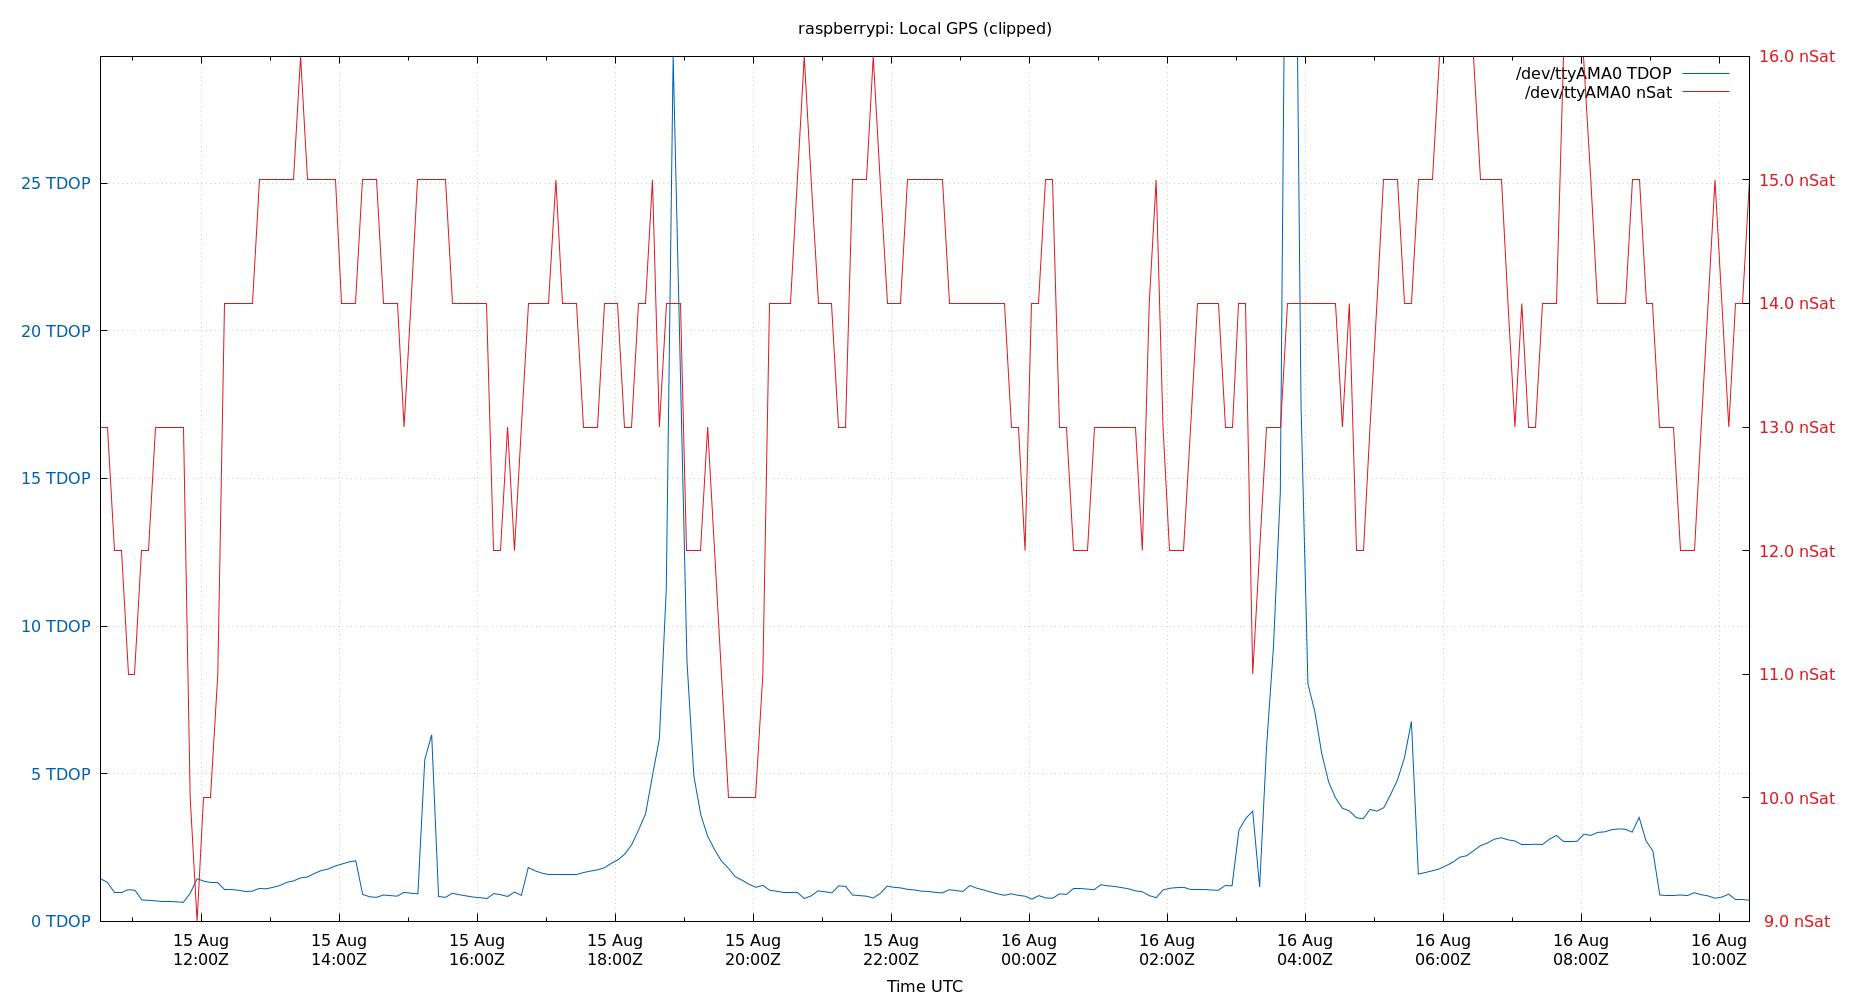 raspberrypi: Local GPS (clipped)
/dev/ttyAMA0 TDOP
/dev/ttyAMA0 nSat
25 TDOP
20 TDOP
15 TDOP
10 TDOP
5 TDOP
0 TDOP
16.0 nSat
15.0 nSat
14.0 nSat
13.0 nSat
12.0 nSat
11.0 nSat
10.0 nSat
9.0 nSat
15 Aug 15 Aug 15 Aug 15 Aug 15 Aug 15 Aug 16 Aug 16 Aug 16 Aug 16 Aug 16 Aug 16 Aug
12:00Z 14:00Z 16:00Z 18:00Z 20:00Z 22:00Z 00:00Z 02:00Z 04:00Z 06:00Z 08:00Z 10:00Z
Time UTC